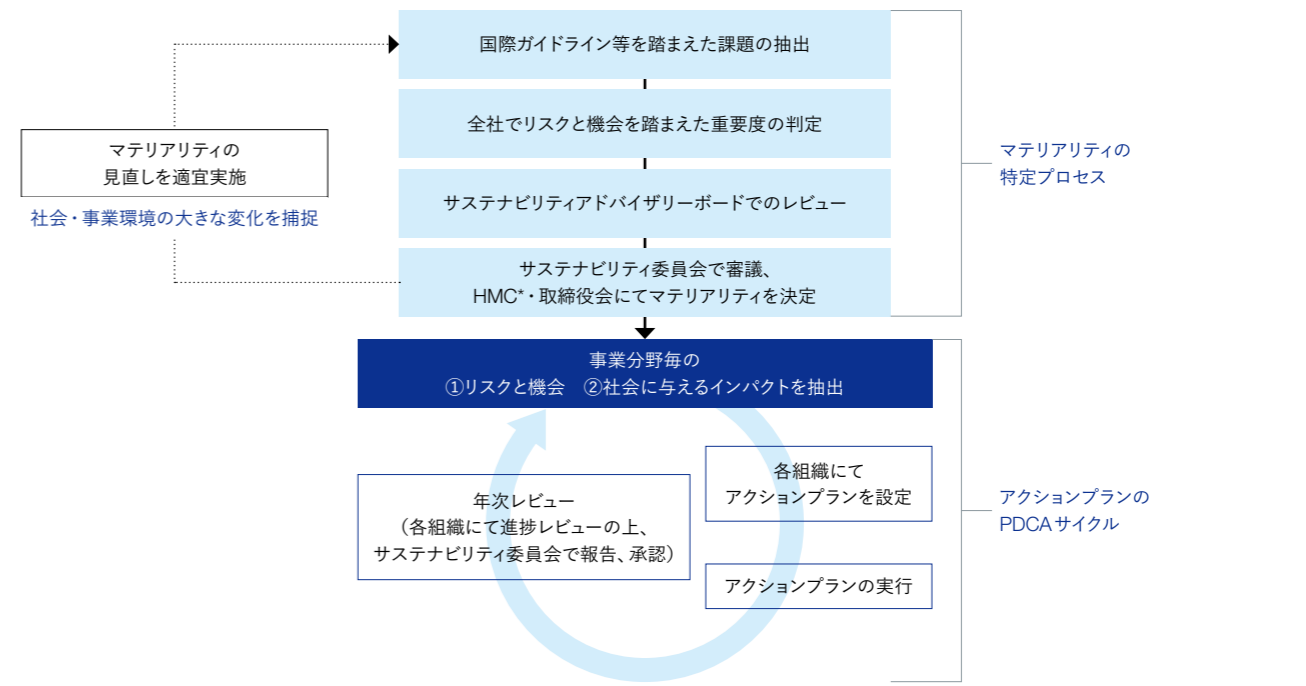 国際ガイドライン等を踏まえた課題の抽出
全社でリスクと機会を踏まえた重要度の判定
サステナビリティアドバイザリーボードでのレビュー
サステナビリティ委員会で審議、
HMC*・取締役会にてマテリアリティを決定
マテリアリティの
見直しを適宜実施
社会・事業環境の大きな変化を捕捉
マテリアリティの
特定プロセス
事業分野毎の
①リスクと機会　②社会に与えるインパクトを抽出
各組織にて
アクションプランを設定
アクションプランの実行
年次レビュー
（各組織にて進捗レビューの上、
サステナビリティ委員会で報告、承認）
アクションプランの
PDCAサイクル